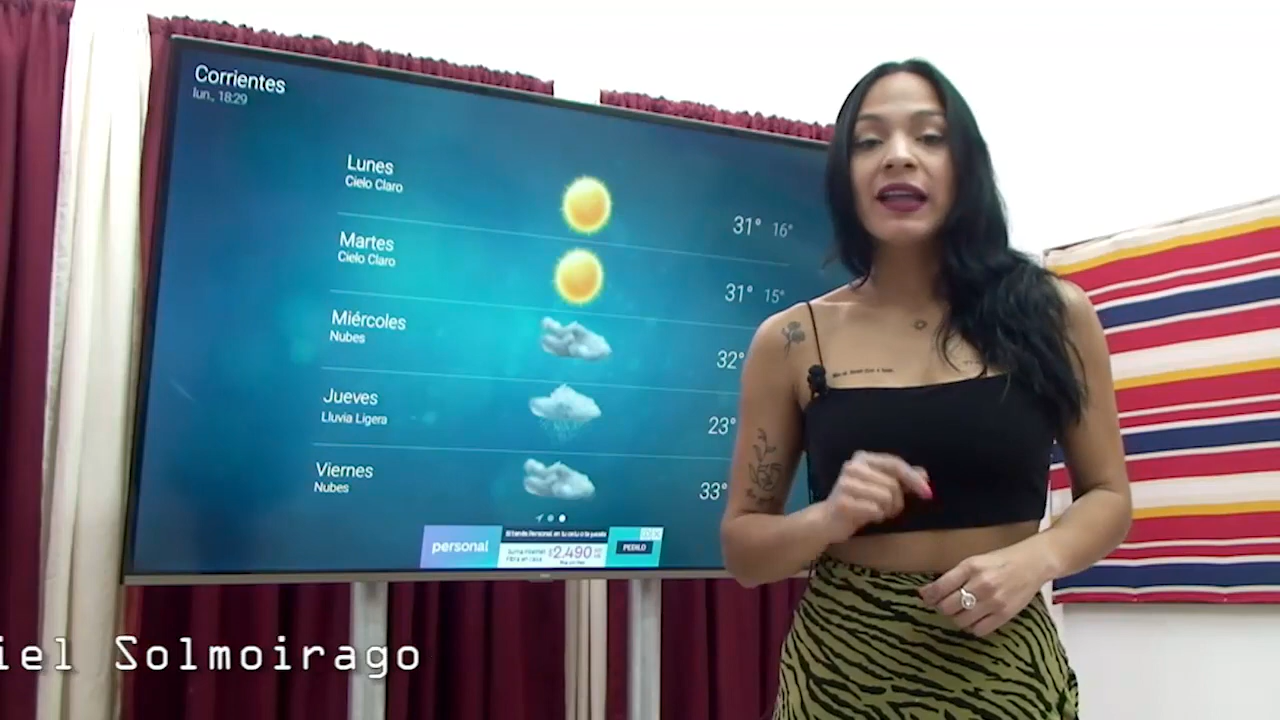 Corrientes
lun., 18:29
Lunes
Cielo Claro
31° 16°
Martes
Cielo Claro
31° 15°
Miércoles
Nubes
32°
Jueves
Lluvia Ligera
23°
Viernes
Nubes
33°
personal
$2.490
PEDILO
iel Solmoirago